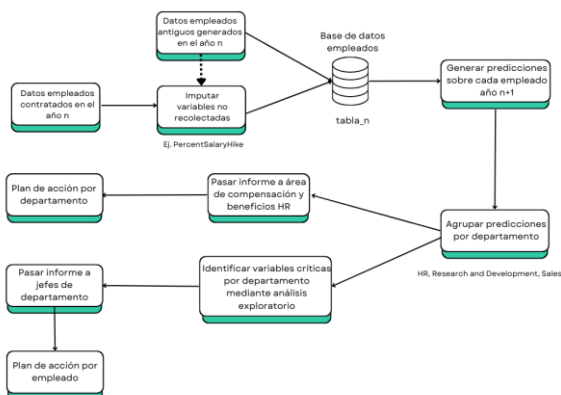 Datos empleados
antiguos generados
en el año n
Base de datos
empleados
Generar predicciones
sobre cada empleado
año n+1
Datos empleados
contratados en el
año n
Imputar
variables no
recolectadas
Ej, PercentSalaryHike
tabla_n
Plan de acción por
departamento
Pasar informe a área
de compensación y
beneficios HR
Agrupar predicciones
por departamento
HR, Research and Development, Sales
Pasar informe a
jefes de
departamento
Identificar variables criticas
por departamento
mediante análisis
exploratorio
Plan de acción por
empleado